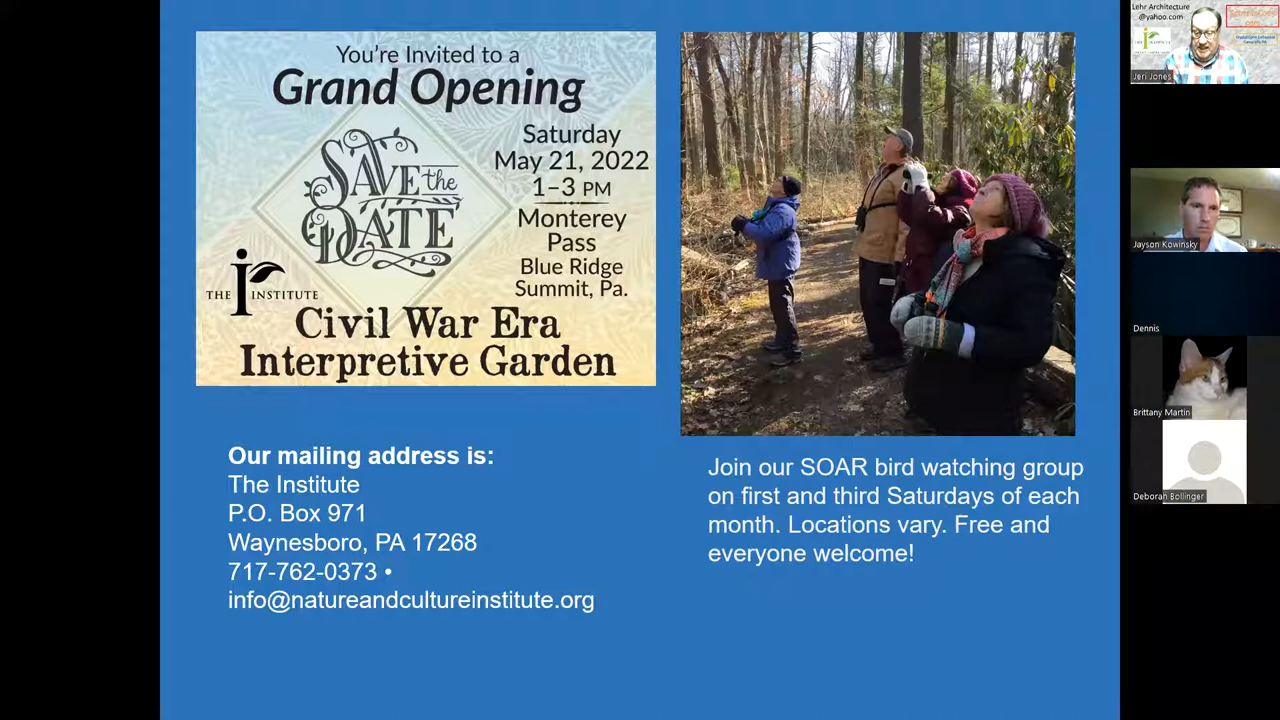 You're Invited to a
Grand Opening
SAVE the
DATE
Saturday
May 21, 2022
1–3 PM
Monterey
Pass
Blue Ridge
Summit, Pa.
THE INSTITUTE
Civil War Era
Interpretive Garden
Our mailing address is:
The Institute
P.O. Box 971
Waynesboro, PA 17268
717-762-0373 •
info@natureandcultureinstitute.org
Join our SOAR bird watching group
on first and third Saturdays of each
month. Locations vary. Free and
everyone welcome!
Lehr Architecture
@yahoo.com
Jeri Jones
Jayson Kowinsky
Dennis
Brittany Martin
Deborah Bollinger